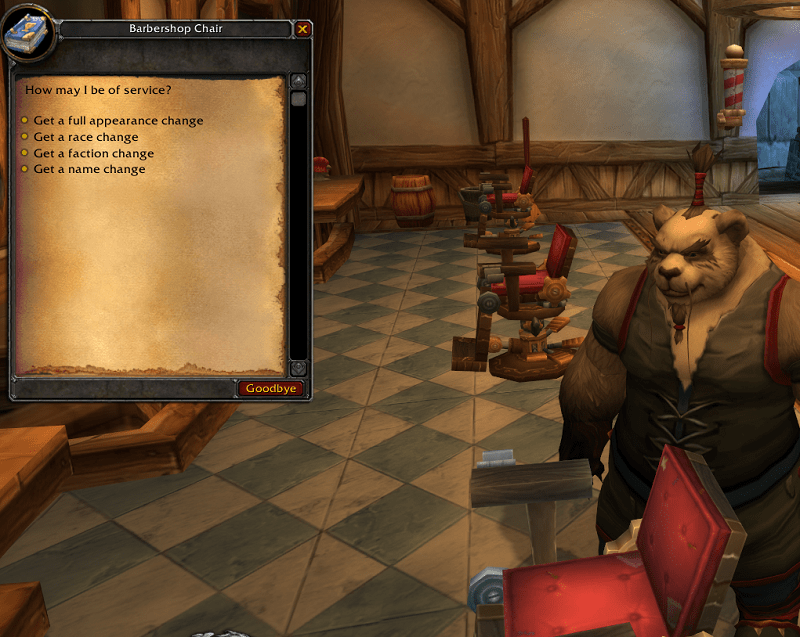 Barbershop Chair
How may I be of service?
Get a full appearance change
Get a race change
Get a faction change
Get a name change
Goodbye